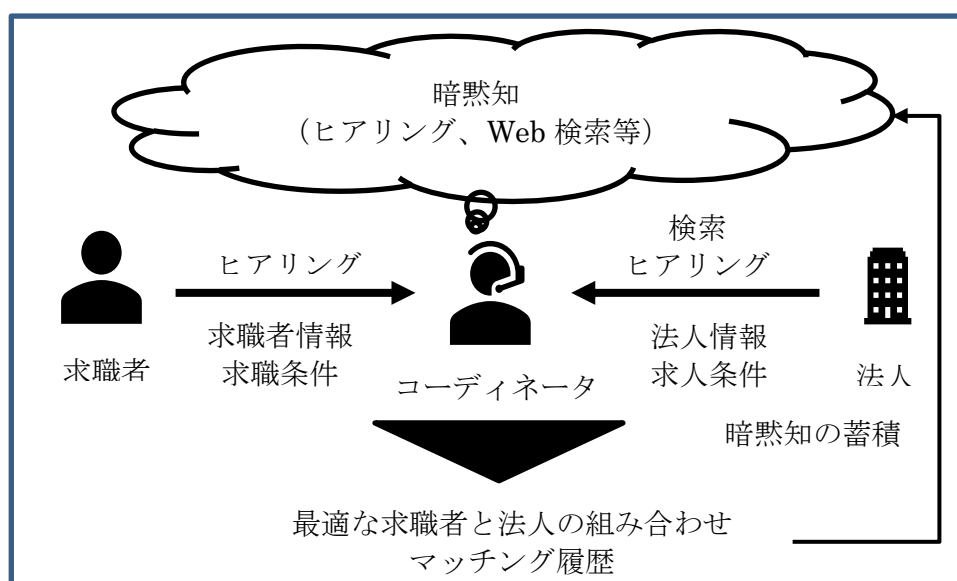 暗黙知
（ヒアリング、Web 検索等）
ヒアリング
求職者情報
求職条件
求職者
コーディネータ
検索
ヒアリング
法人情報
求人条件
法人
暗黙知の蓄積
最適な求職者と法人の組み合わせ
マッチング履歴